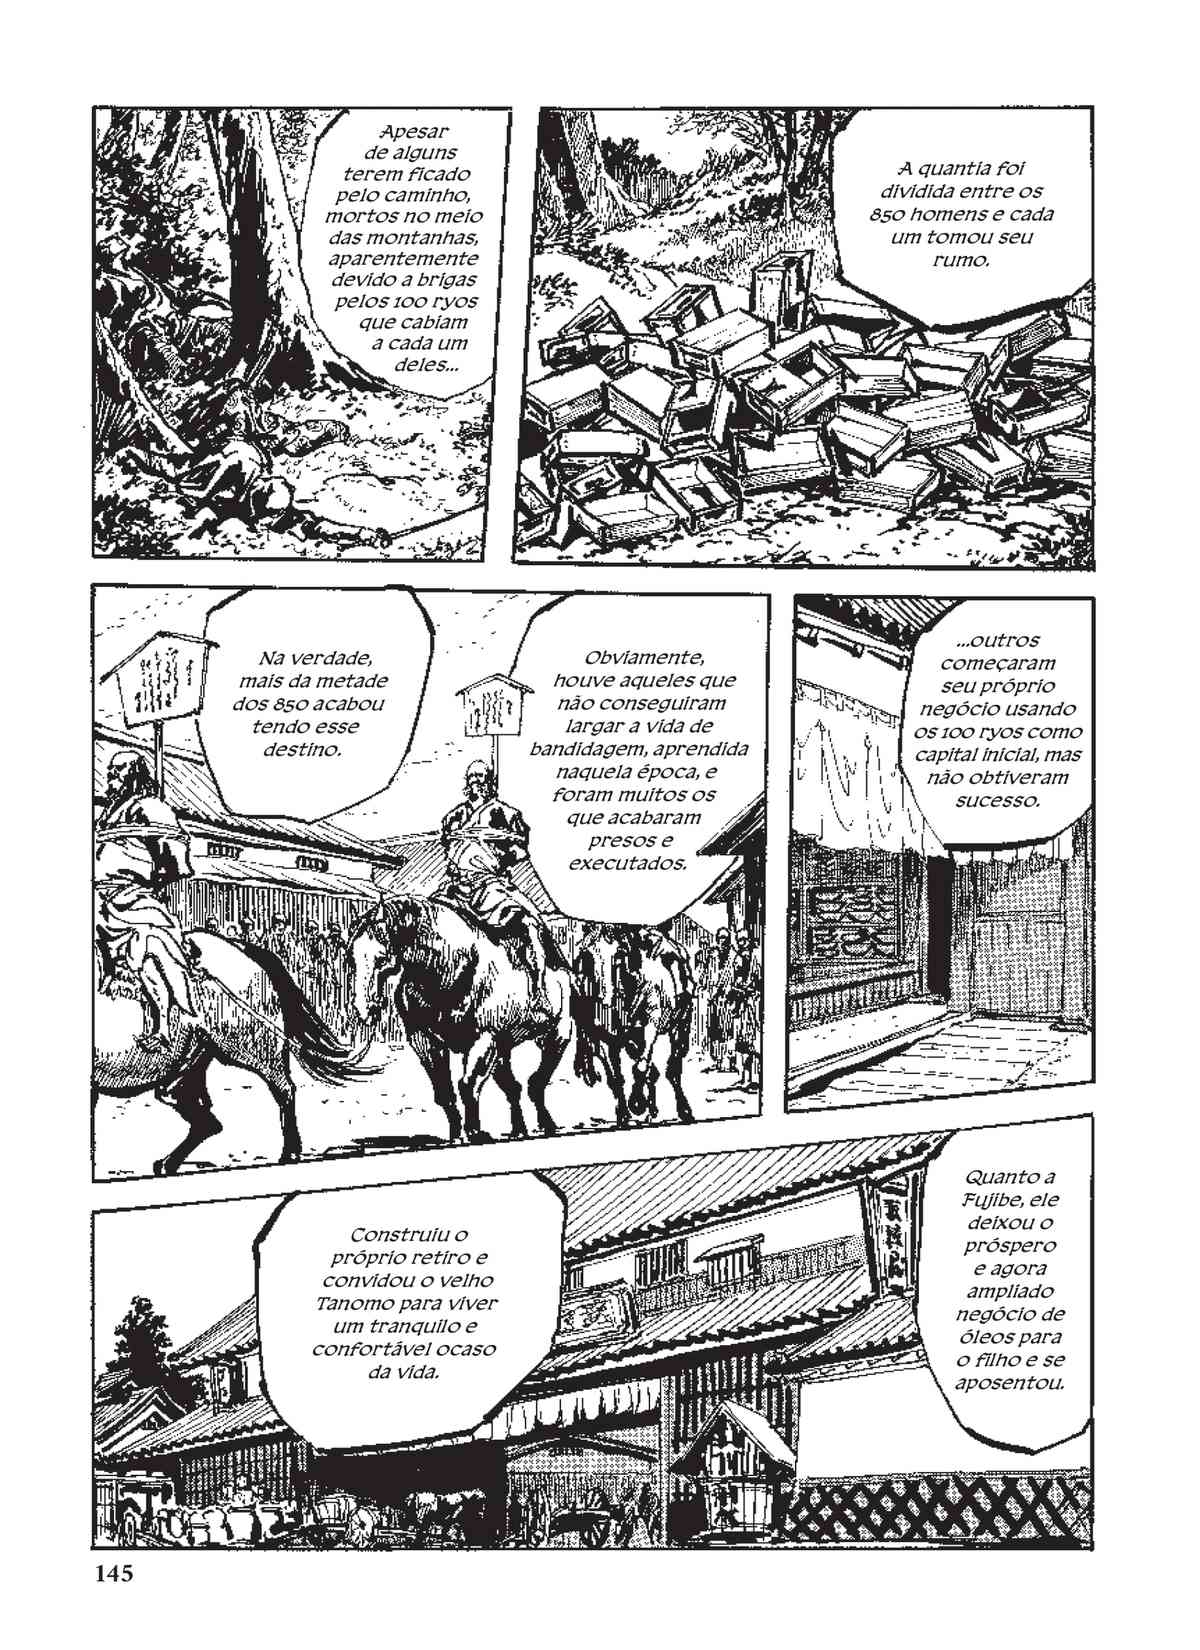 A quantia foi
dividida entre os
850 homens e cada
um tomou seu
rumo.
Apesar
de alguns
terem ficado
pelo caminho,
mortos no meio
das montanhas,
aparentemente
devido a brigas
pelos 100 ryos
que cabiam
a cada um
deles...
...outros
começaram
seu próprio
negócio usando
os 100 ryos como
capital inicial, mas
não obtiveram
sucesso.
Obviamente,
houve aqueles que
não conseguiram
largar a vida de
bandidagem, aprendida
naquela época, e
foram muitos os
que acabaram
presos e
executados.
Na verdade,
mais da metade
dos 850 acabou
tendo esse
destino.
Quanto a
Fujibe, ele
deixou o
próspero
e agora
ampliado
negócio de
óleos para
o filho e se
aposentou.
Construiu o
próprio retiro e
convidou o velho
Tanomo para viver
um tranquilo e
confortável ocaso
da vida.
145